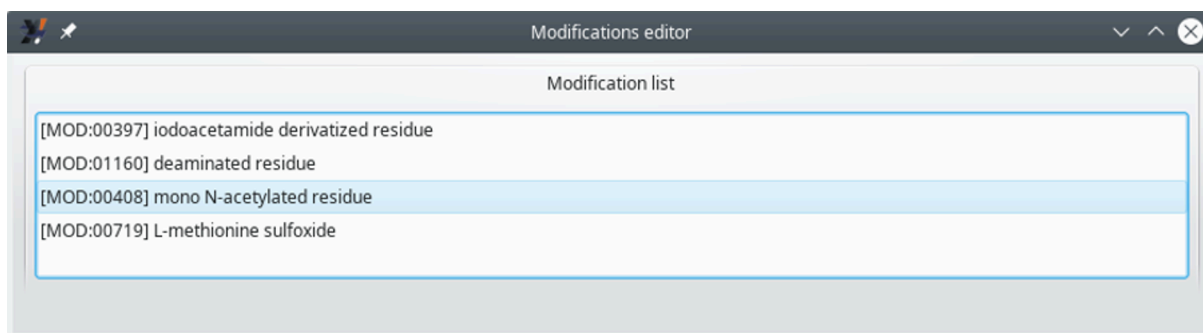 Modifications editor
Modification list
[MOD:00397] iodoacetamide derivatized residue
[MOD:01160] deaminated residue
[MOD:00408] mono N-acetylated residue
[MOD:00719] L-methionine sulfoxide